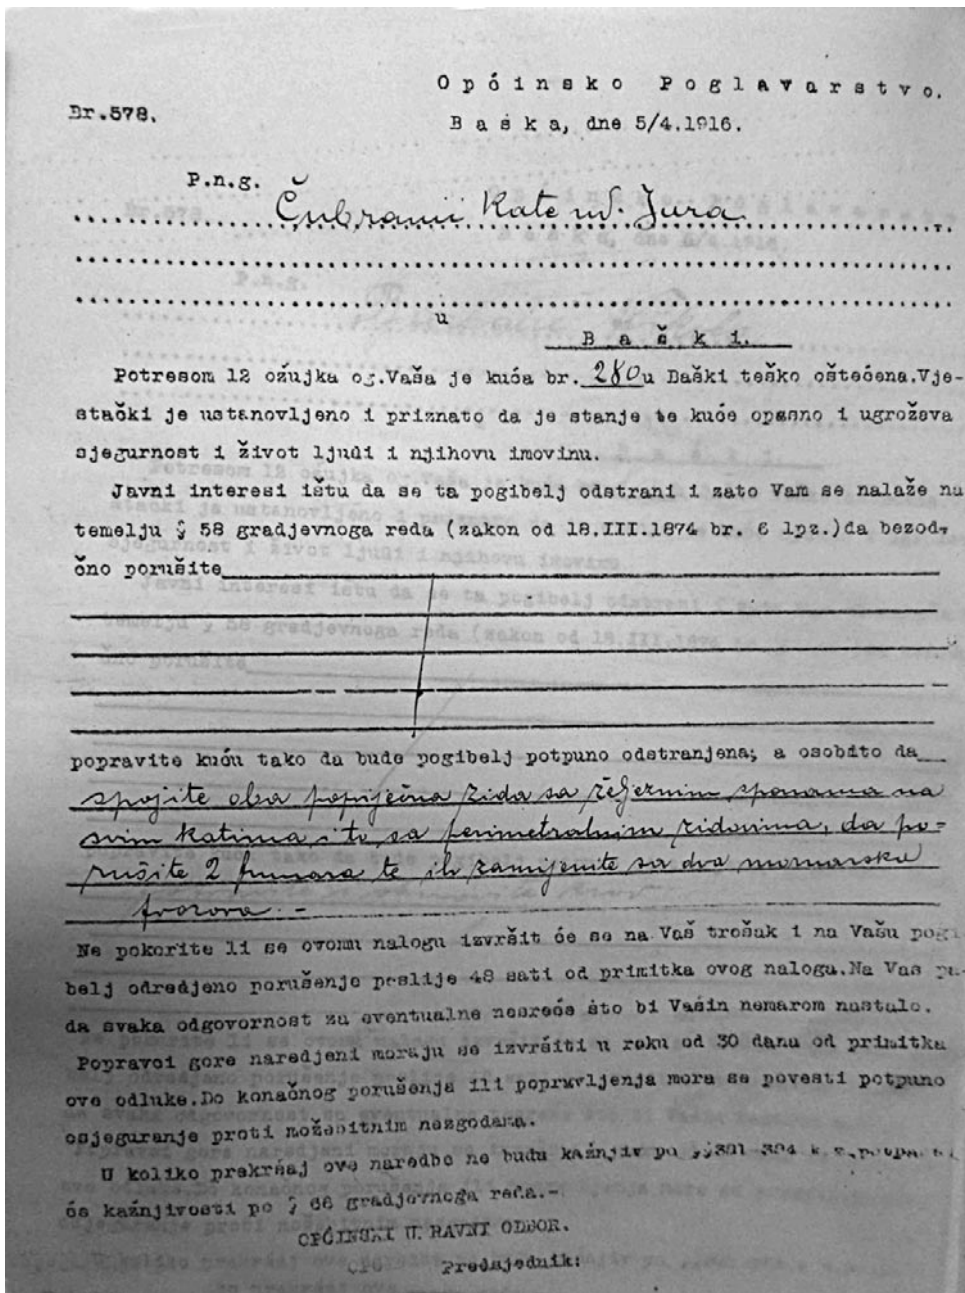 Općinsko Poglavarstvo.
Br.578.
Baška, dne 5/4.1916.
P.n.g.
Čubranić Kate ud. Jura
u
Baški.
Potresom 12 ožujka og.Vaša je kuća br. 280 u Baški teško oštećena.Vje-
štački je ustanovljeno i priznato da je stanje te kuće opasno i ugrožava
sjegurnost i život ljudi i njihovu imovinu.
Javni interesi ištu da se ta pogibelj odstrani i zato Vam se nalaže na
temelju § 58 gradjevnoga reda (zakon od 18.III.1874 br. 6 lpz.)da bezod-
čno porušite
popravite kuću tako da bude pogibelj potpuno odstranjena; a osobito da
spojite oba poprječna zida sa željeznim sponama na
svim katima i to sa perimetralnim zidovima, da po=
rušite 2 fumara te ih zamijenite sa dva mornarska
Ne pokorite li se ovomu nalogu izvršit će se na Vaš trošak i na Vašu pogi
belj odredjeno porušenje poslije 48 sati od primitka ovog naloga.Na Vas pa-
da svaka odgovornost za eventualne nesreće što bi Vašin nemarom nastale.
Popravci gore naredjeni moraju se izvršiti u roku od 30 dana od primitka
ove odluke.Do konačnog porušenja ili popravljenja mora se povesti potpuno
osjeguranje proti možebitnim nezgodama.
U koliko prekršaj ove naredbe ne budu kažnjiv po
će kažnjivosti po § 68 gradjevnoga reda.-
OPĆINSKI U RAVNI ODBOR.
Predsjednik: